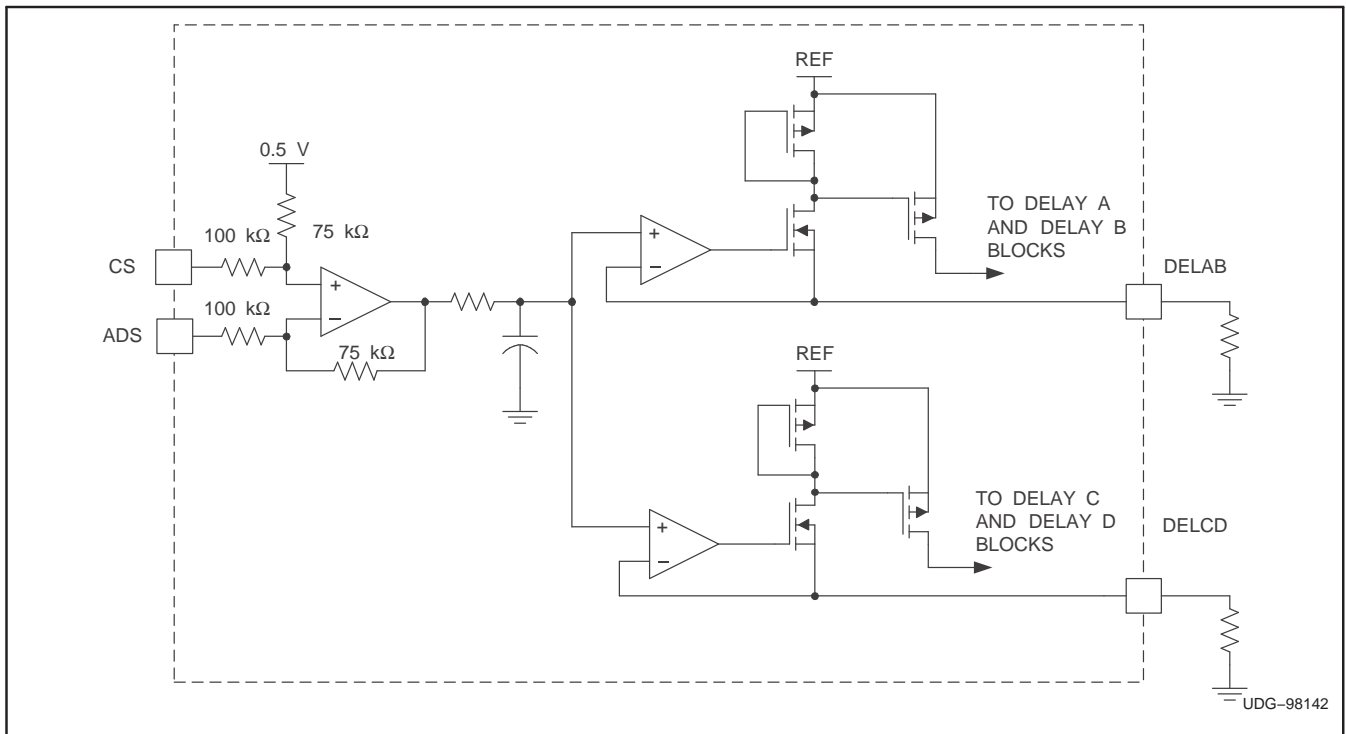 REF
0.5 V
75 kΩ
100 kΩ
CS
+
−
100 kΩ
ADS
75 kΩ
+
−
TO DELAY A
AND DELAY B
BLOCKS
DELAB
REF
+
−
TO DELAY C
AND DELAY D
BLOCKS
DELCD
UDG−98142